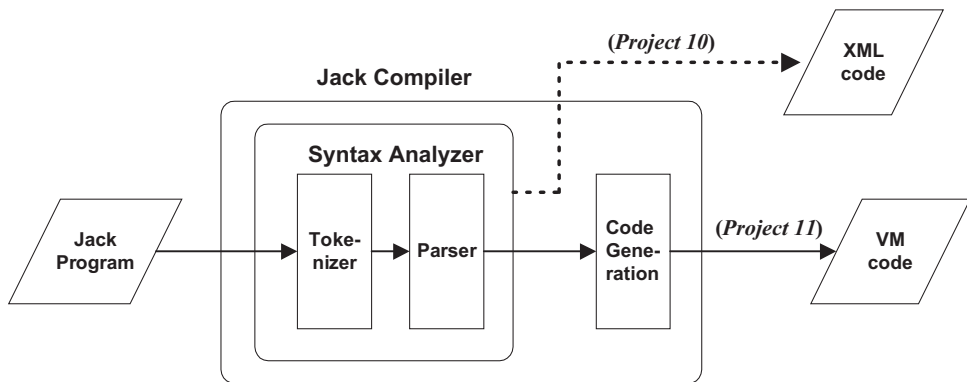 (Project 10)
XML
code
Jack Compiler
Syntax Analyzer
Jack
Program
Toke-
nizer
Parser
Code
Gene-
ration
(Project 11)
VM
code